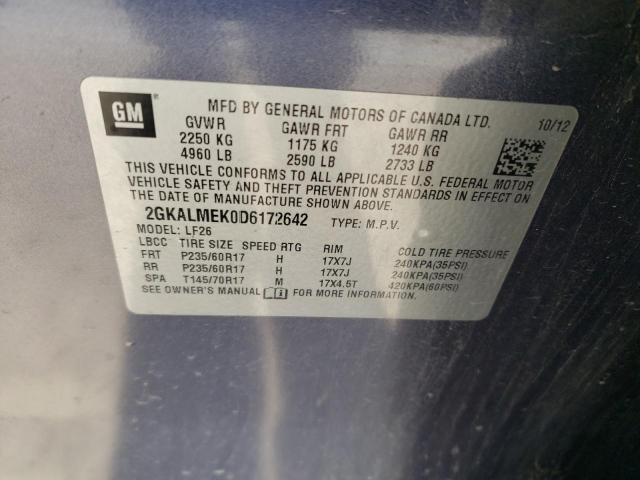 GM
MFD BY GENERAL MOTORS OF CANADA LTD. 10/12
GVWR GAWR FRT GAWR RR
2250 KG 1175 KG 1240 KG
4960 LB 2590 LB 2733 LB
THIS VEHICLE CONFORMS TO ALL APPLICABLE U.S. FEDERAL MOTOR
VEHICLE SAFETY AND THEFT PREVENTION STANDARDS IN EFFECT ON
THE DATE OF MANUFACTURE SHOWN ABOVE.
2GKALMEK0D6172642 TYPE: M.P.V.
MODEL: LF26
LBCC TIRE SIZE SPEED RTG RIM COLD TIRE PRESSURE
FRT P235/60R17 H 17X7J 240KPA(35PSI)
RR P235/60R17 H 17X7J 240KPA(35PSI)
SPA T145/70R17 M 17X4.5T 420KPA(60PSI)
SEE OWNER'S MANUAL FOR MORE INFORMATION.